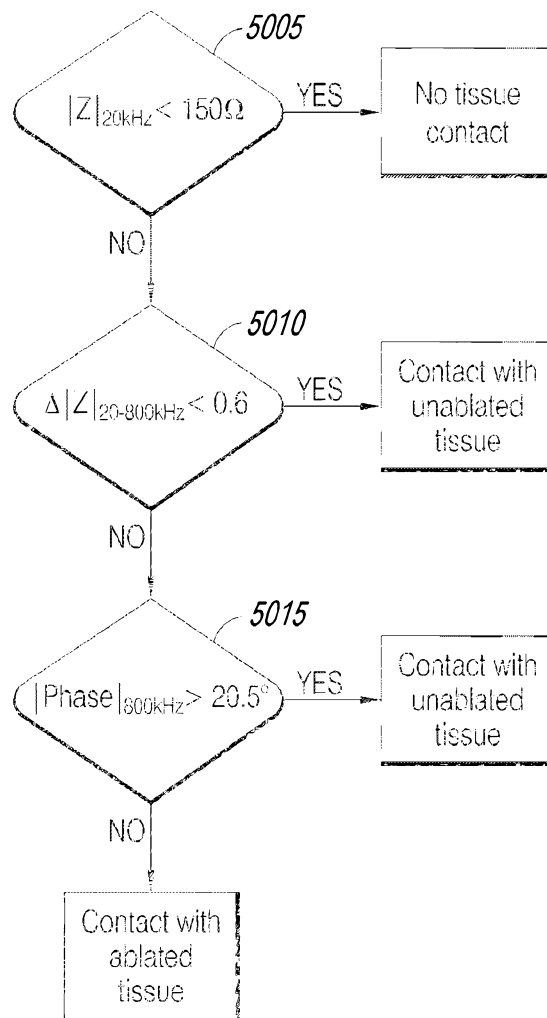 5005
|Z|20kHz < 150Ω
YES
No tissue
contact
NO
5010
Δ|Z|20-800kHz < 0.6
YES
Contact with
unablated
tissue
NO
5015
|Phase|800kHz > 20.5°
YES
Contact with
unablated
tissue
NO
Contact with
ablated
tissue